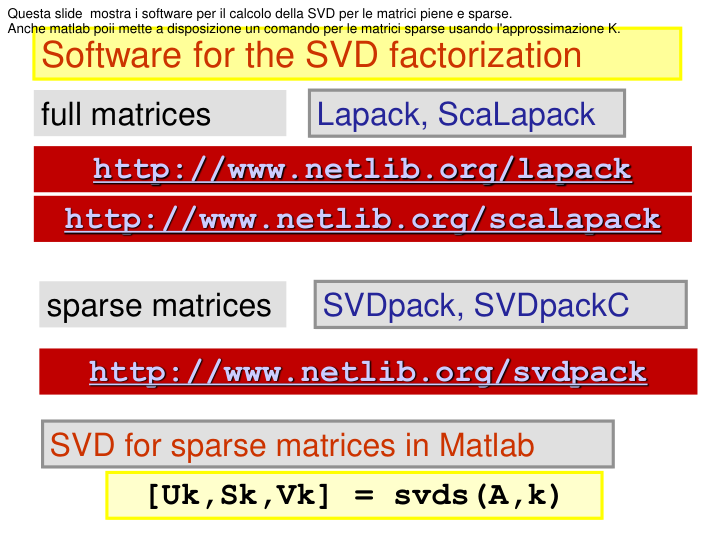 Questa slide  mostra i software per il calcolo della SVD per le matrici piene e sparse.
Anche matlab poii mette a disposizione un comando per le matrici sparse usando l'approssimazione K.
Software for the SVD factorization
full matrices
Lapack, ScaLapack
http://www.netlib.org/lapack
http://www.netlib.org/scalapack
sparse matrices
SVDpack, SVDpackC
http://www.netlib.org/svdpack
SVD for sparse matrices in Matlab
[Uk,Sk,Vk] = svds(A,k)